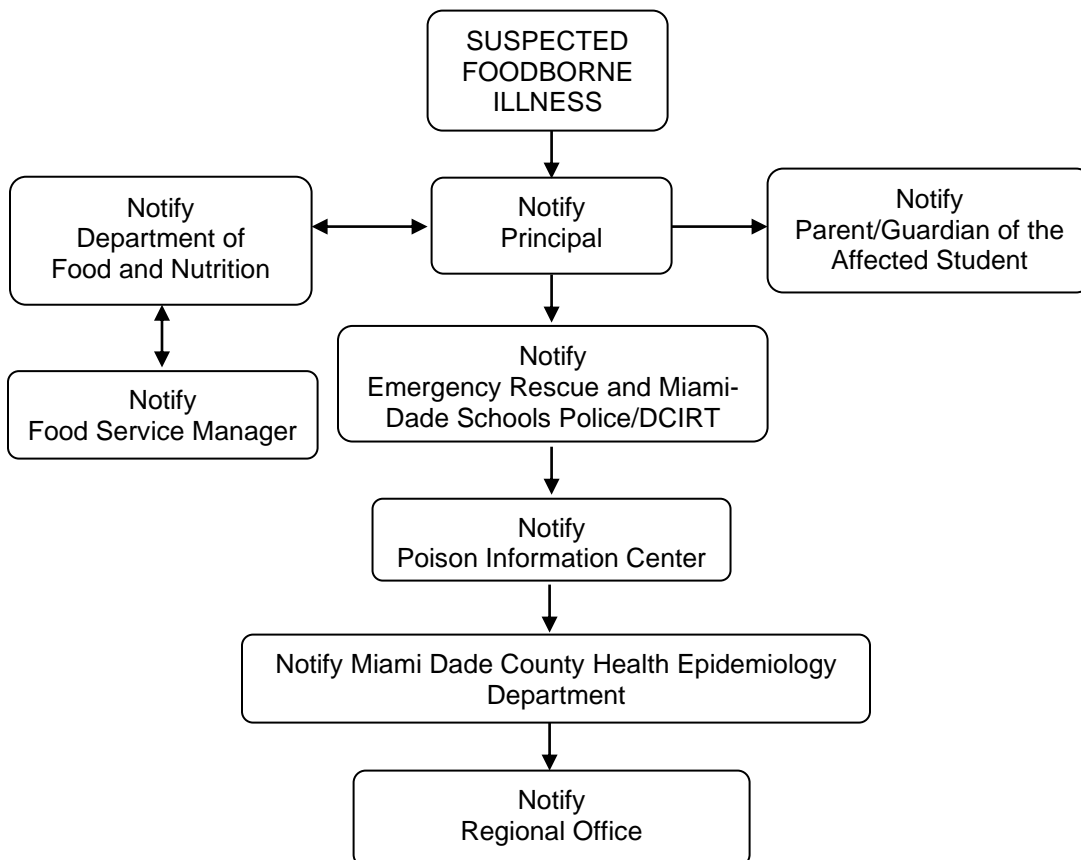 SUSPECTED
FOODBORNE
ILLNESS
Notify
Department of
Food and Nutrition
Notify
Principal
Notify
Parent/Guardian of the
Affected Student
Notify
Food Service Manager
Notify
Emergency Rescue and Miami-
Dade Schools Police/DCIRT
Notify
Poison Information Center
Notify Miami Dade County Health Epidemiology
Department
Notify
Regional Office